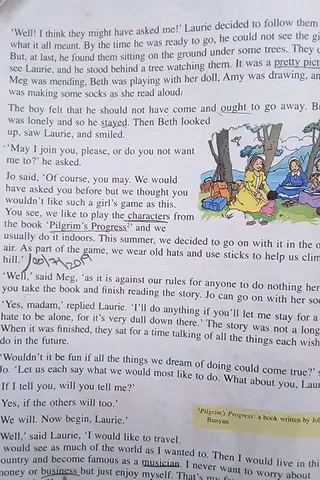 'Well! I think they might have asked me!' Laurie decided to follow them
what it all meant. By the time he was ready to go, he could not see the
But, at last, he found them sitting on the ground under some trees. They
see Laurie, and he stood behind a tree watching them. It was a pretty
Meg was mending, Beth was playing with her doll, Amy was drawing,
was making some socks as she read aloud.
The boy felt that he should not have come and ought to go away.
was lonely and so he stayed. Then Beth looked
up, saw Laurie, and smiled.
'May I join you, please, or do you not want
me to?' he asked.
Jo said, 'Of course, you may. We would
have asked you before but we thought you
wouldn't like such a girl's game as this.
You see, we like to play the characters from
the book 'Pilgrim's Progress' and we
usually do it indoors. This summer, we decided to go on with it in the
air. As part of the game, we wear old hats and use sticks to help us
hill.'
'Well,' said Meg, 'as it is against our rules for anyone to do nothing
you take the book and finish reading the story. Jo can go on with her
'Yes, madam,' replied Laurie. 'I'll do anything if you'll let me stay for a
hate to be alone, for it's very dull down there.' The story was not a long
When it was finished, they sat for a time talking of all the things each
do in the future.
'Wouldn't it be fun if all the things we dream of doing could come true?'
Jo. 'Let us each say what we would most like to do. What about you,
If I tell you, will you tell me?'
Yes, if the others will too.'
We will. Now begin, Laurie.'
'Pilgrim's Progress: a book written by
Bunyan
Well,' said Laurie, 'I would like to travel.
would see as much of the world as I wanted to. Then I would live in
ountry and become famous as a musician. I never want to worry about
money or business but just enjoy myself. That's my